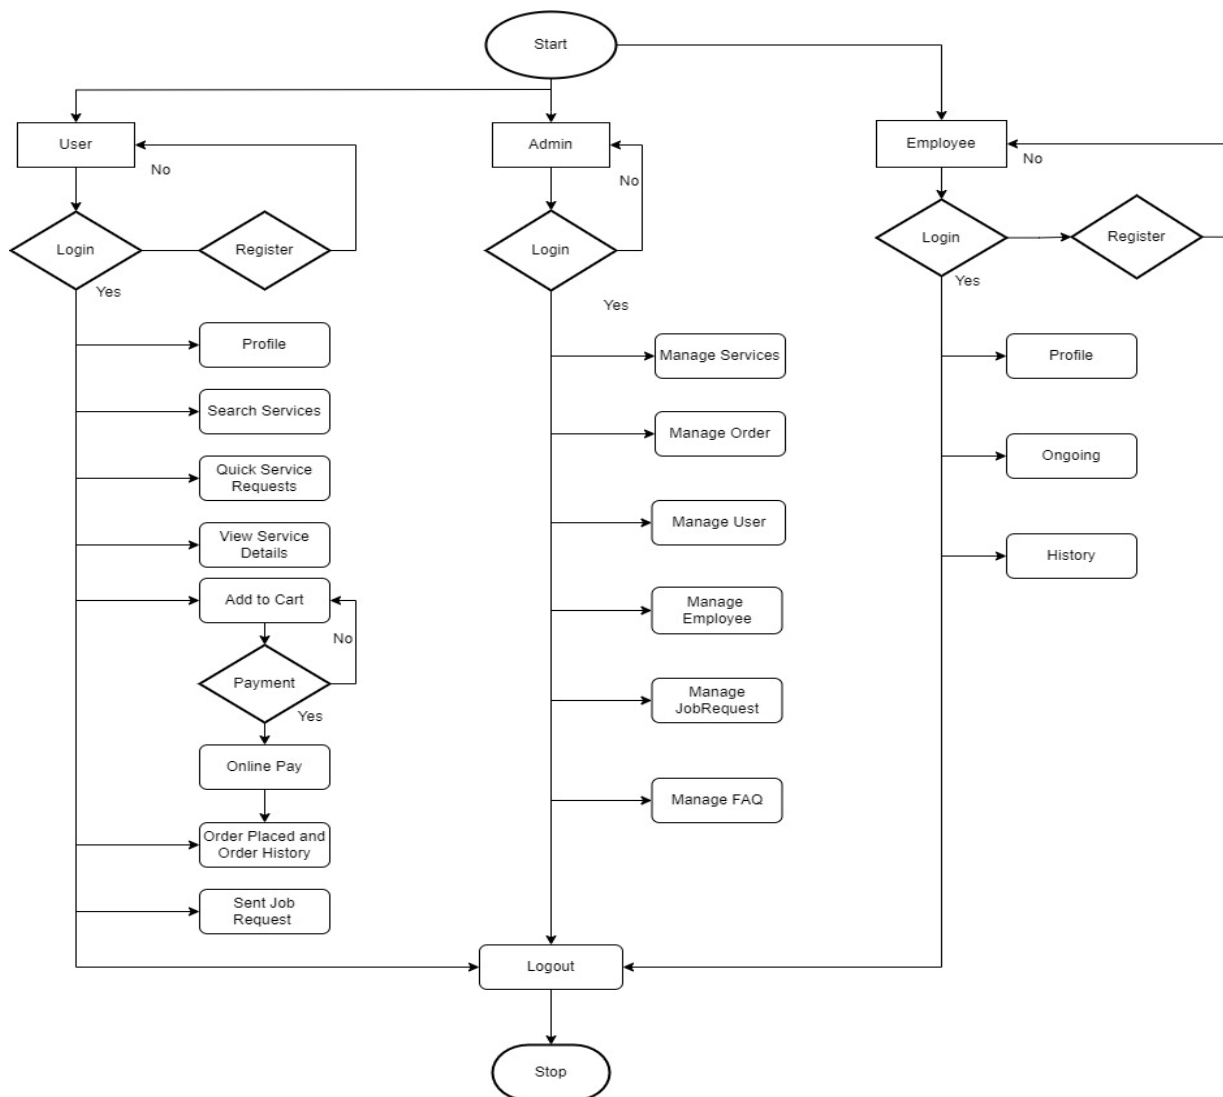 Start
User
Admin
Employee
No
No
No
Login
Register
Login
Login
Register
Yes
Yes
Yes
Profile
Manage Services
Profile
Search Services
Manage Order
Ongoing
Quick Service
Requests
Manage User
View Service
Details
History
Add to Cart
Manage
Employee
No
Payment
Manage
JobRequest
Yes
Online Pay
Manage FAQ
Order Placed and
Order History
Sent Job
Request
Logout
Stop